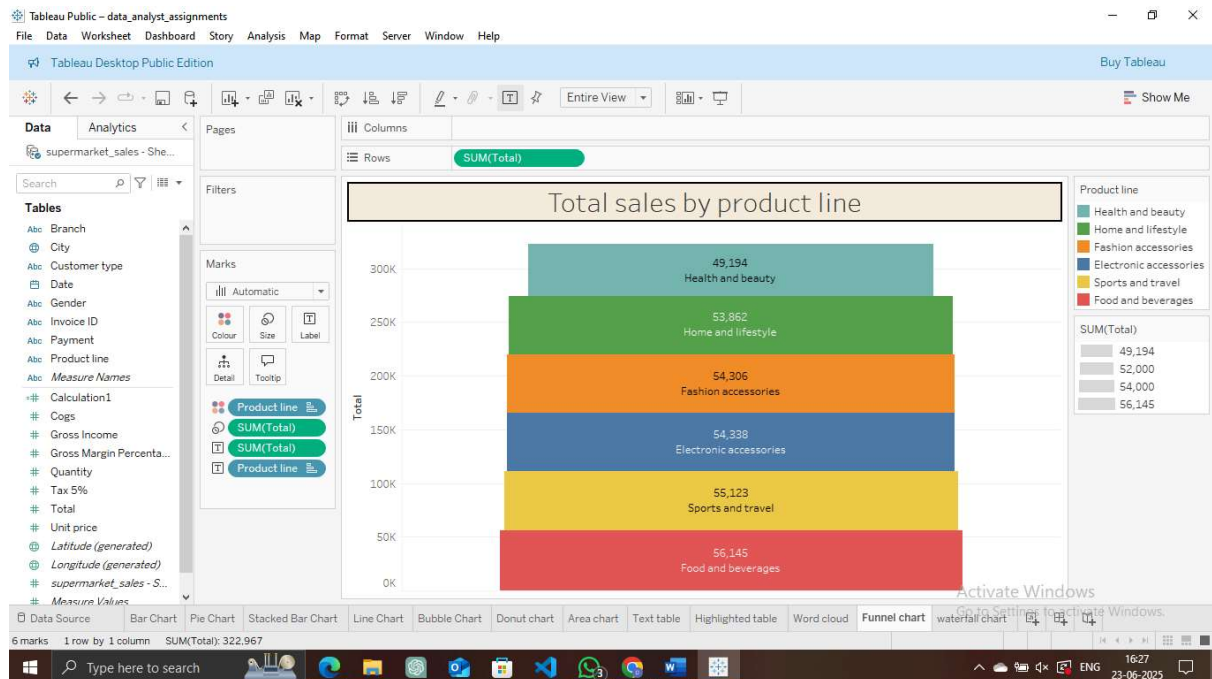 Tableau Public – data_analyst_assignments
File Data Worksheet Dashboard Story Analysis Map Format Server Window Help
Tableau Desktop Public Edition
Buy Tableau
Entire View
Show Me
Data Analytics
supermarket_sales - She...
Search
Tables
Abc Branch
City
Abc Customer type
Date
Abc Gender
Abc Invoice ID
Abc Payment
Abc Product line
Abc Measure Names
=# Calculation1
# Cogs
# Gross Income
# Gross Margin Percenta...
# Quantity
# Tax 5%
# Total
# Unit price
Latitude (generated)
Longitude (generated)
# supermarket_sales - S...
# Measure Values
Pages
Filters
Marks
Automatic
Colour Size Label
Detail Tooltip
Product line
SUM(Total)
T SUM(Total)
T Product line
Columns
Rows
SUM(Total)
Total sales by product line
Total
300K
250K
200K
150K
100K
50K
0K
49,194
Health and beauty
53,862
Home and lifestyle
54,306
Fashion accessories
54,338
Electronic accessories
55,123
Sports and travel
56,145
Food and beverages
Product line
Health and beauty
Home and lifestyle
Fashion accessories
Electronic accessories
Sports and travel
Food and beverages
SUM(Total)
49,194
52,000
54,000
56,145
Activate Windows
Go to Settings to activate Windows.
Data Source Bar Chart Pie Chart Stacked Bar Chart Line Chart Bubble Chart Donut chart Area chart Text table Highlighted table Word cloud Funnel chart waterfall chart
6 marks 1 row by 1 column SUM(Total): 322,967
Type here to search
3
W
ENG
16:27
23-06-2025